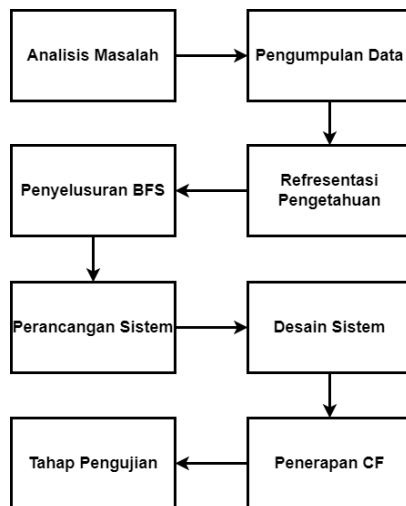 Analisis Masalah
Pengumpulan Data
Penyelusuran BFS
Refresentasi
Pengetahuan
Perancangan Sistem
Desain Sistem
Tahap Pengujian
Penerapan CF